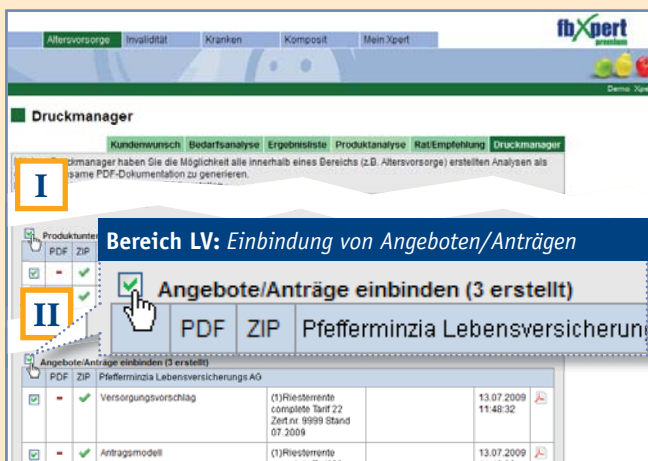 fbXpert
premium
Altersvorsorge Invalidität Kranken Komposit Mein Xpert
Demo
Druckmanager
Kundenwunsch Bedarfsanalyse Ergebnisliste Produktanalyse Rat/Empfehlung Druckmanager
manager haben Sie die Möglichkeit alle innerhalb eines Bereichs (z.B. Altersvorsorge) erstellten Analysen als
same PDF-Dokumentation zu generieren.
I
PDF ZIP
Bereich LV: Einbindung von Angeboten/Anträgen
Angebote/Anträge einbinden (3 erstellt)
II
PDF ZIP Pfefferminzia
Angebote/Anträge einbinden (3 erstellt)
PDF ZIP Pfefferminzia Lebensversicherungs AG
Versorgungsvorschlag (1)Riesterrente 13.07.2009
complete Tarif 22 11:48:32
Zert.nr. 9999 Stand
07.2009
Antragsmodell (1)Riesterrente 13.07.2009